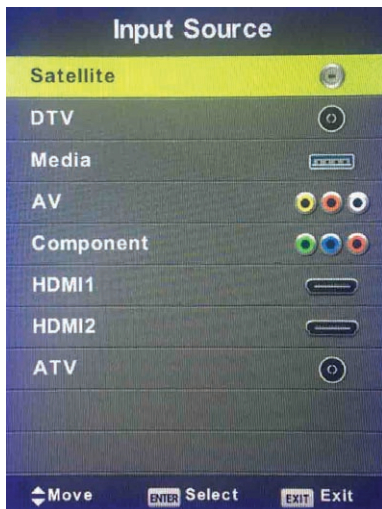 Input Source
Satellite
DTV
Media
AV
Component
HDMI1
HDMI2
ATV
Move ENTER Select EXIT Exit